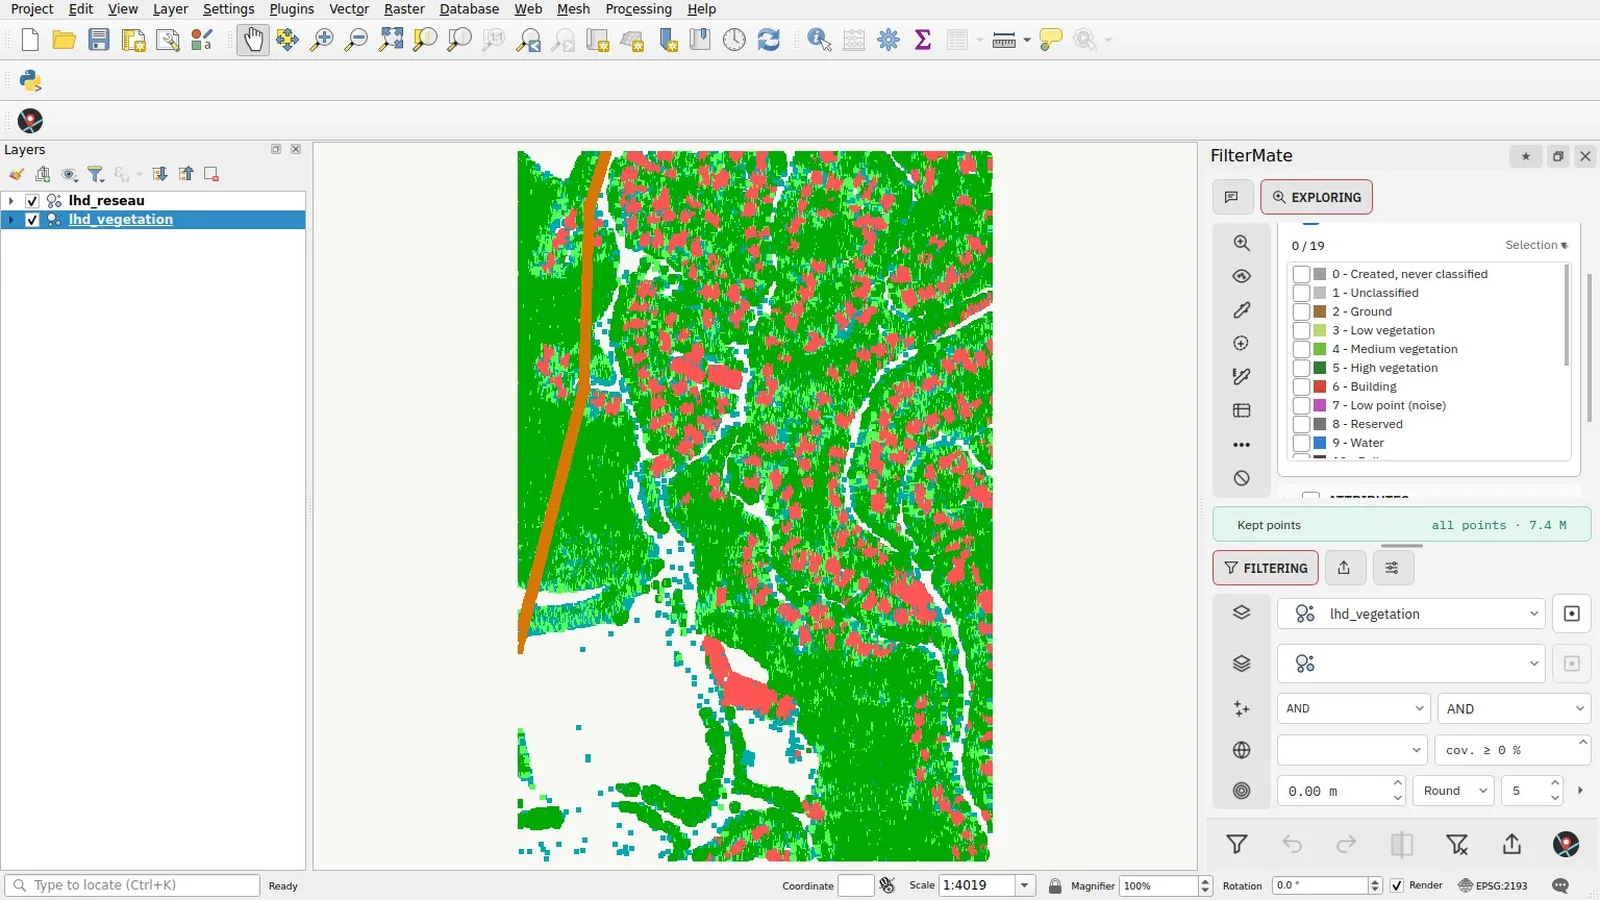 Project Edit View Layer Settings Plugins Vector Raster Database Web Mesh Processing Help
Layers
lhd_reseau
lhd_vegetation
FilterMate
EXPLORING
0 / 19 Selection
0 - Created, never classified
1 - Unclassified
2 - Ground
3 - Low vegetation
4 - Medium vegetation
5 - High vegetation
6 - Building
7 - Low point (noise)
8 - Reserved
9 - Water
Kept points all points · 7.4 M
FILTERING
lhd_vegetation
AND AND
cov. ≥ 0 %
0.00 m Round 5
Type to locate (Ctrl+K) Ready Coordinate Scale 1:4019 Magnifier 100% Rotation 0.0 ° Render EPSG:2193